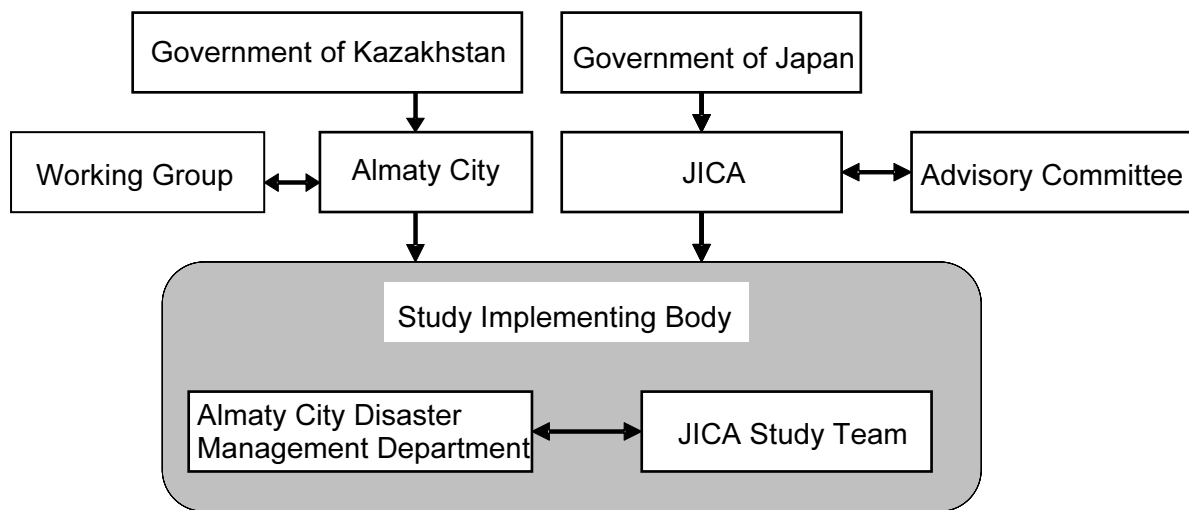 Government of Kazakhstan
Government of Japan
Working Group
Almaty City
JICA
Advisory Committee
Study Implementing Body
Almaty City Disaster
Management Department
JICA Study Team